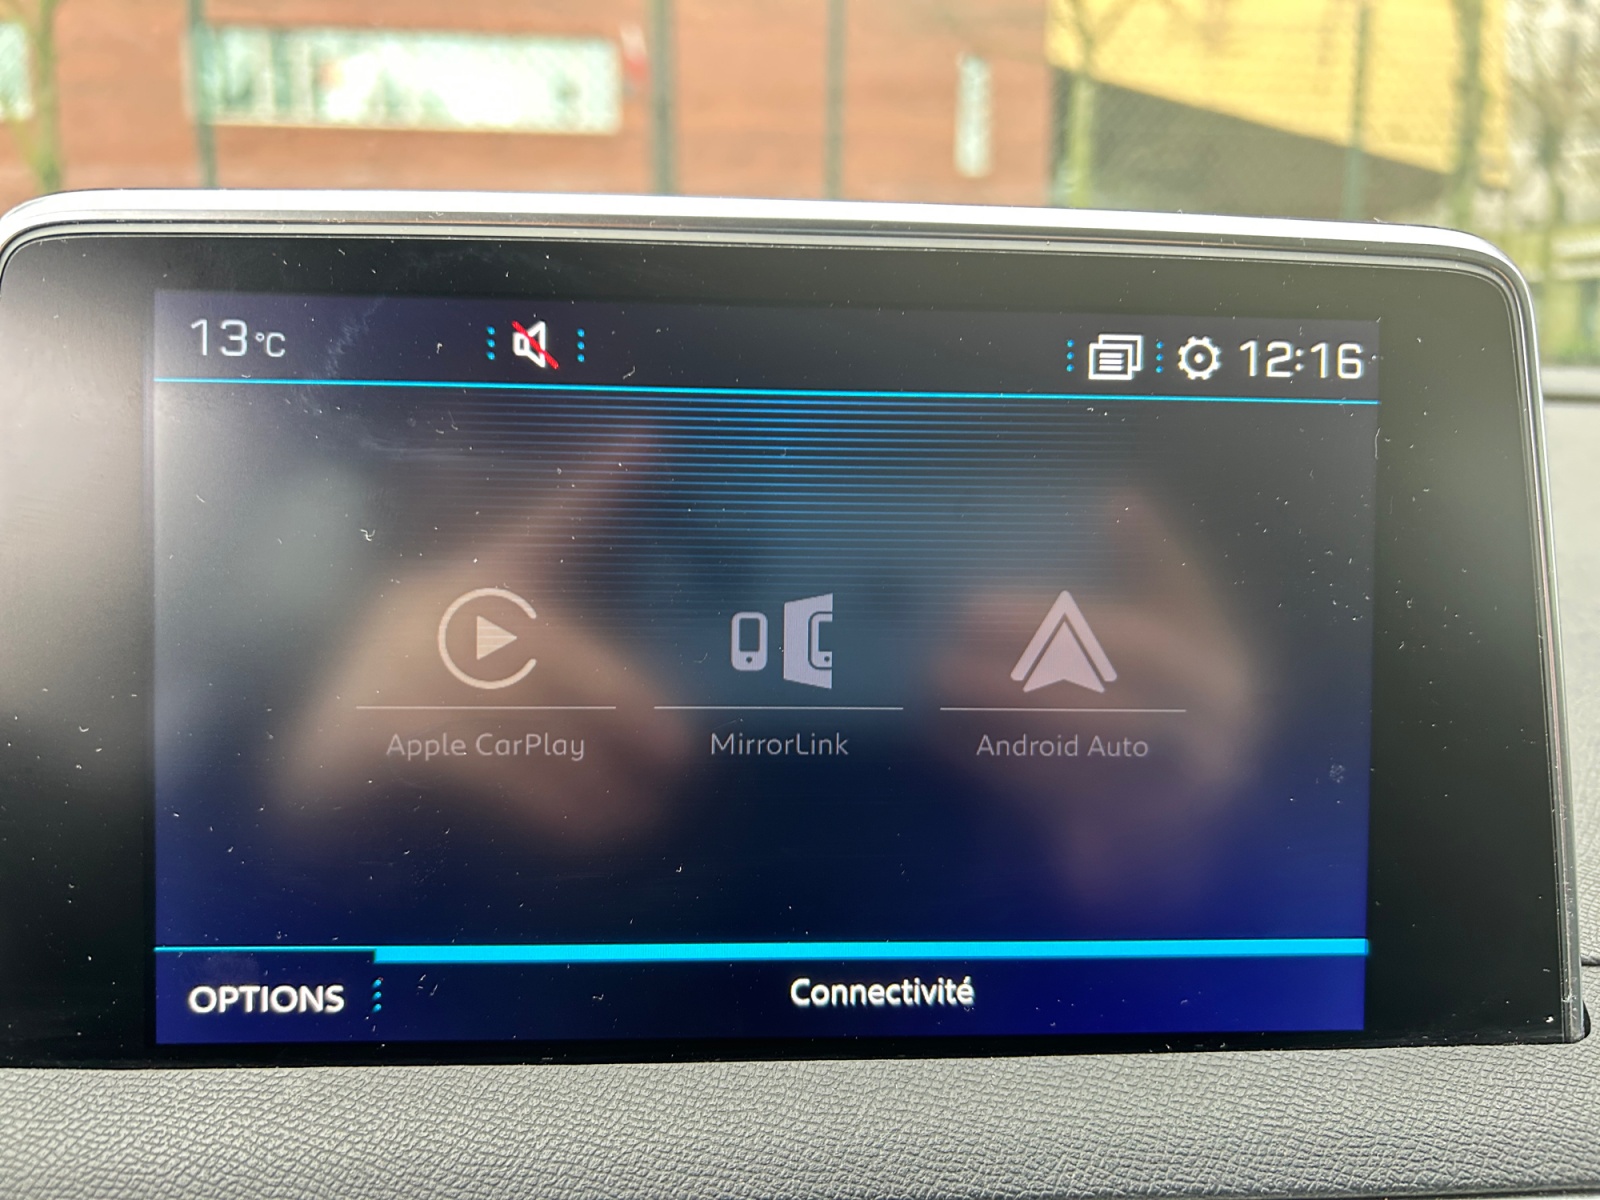 13°C
12:16
Apple CarPlay
MirrorLink
Android Auto
OPTIONS
Connectivité